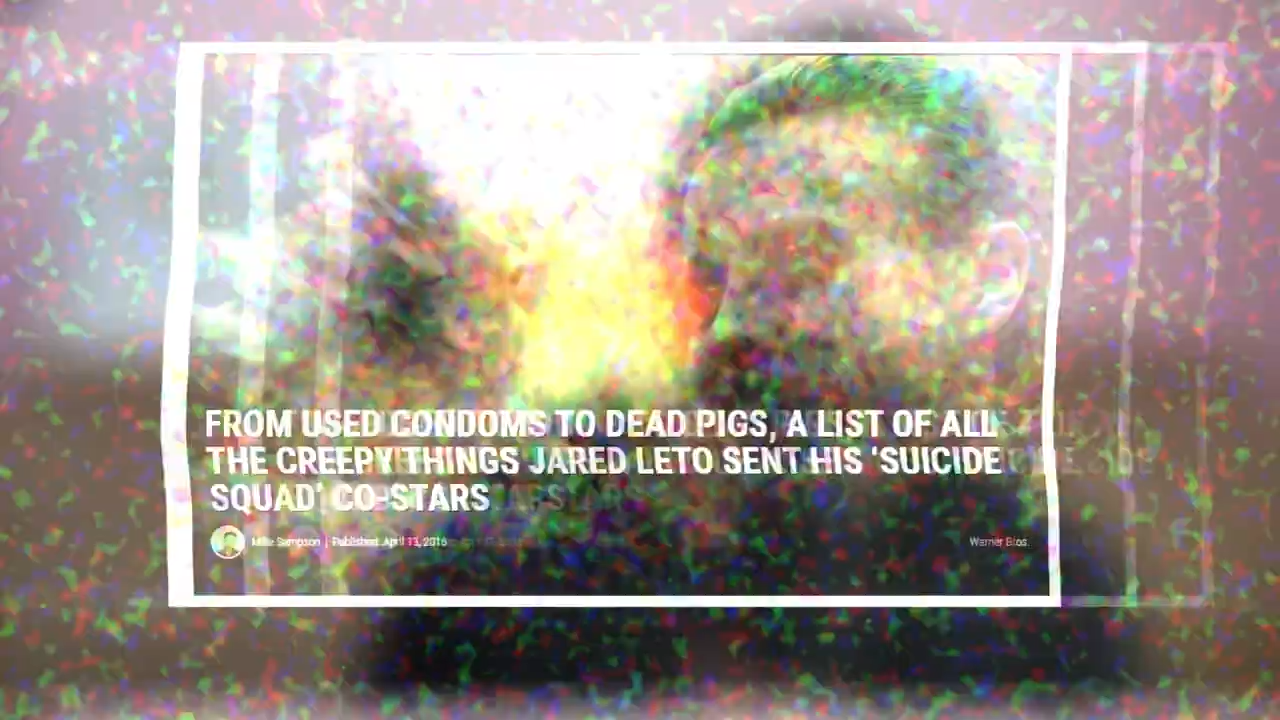 FROM USED CONDOMS TO DEAD PIGS, A LIST OF ALL
THE CREEPY THINGS JARED LETO SENT HIS 'SUICIDE
SQUAD' CO-STARS
Mike Sampson | Published: April 13, 2016
Warner Bros.